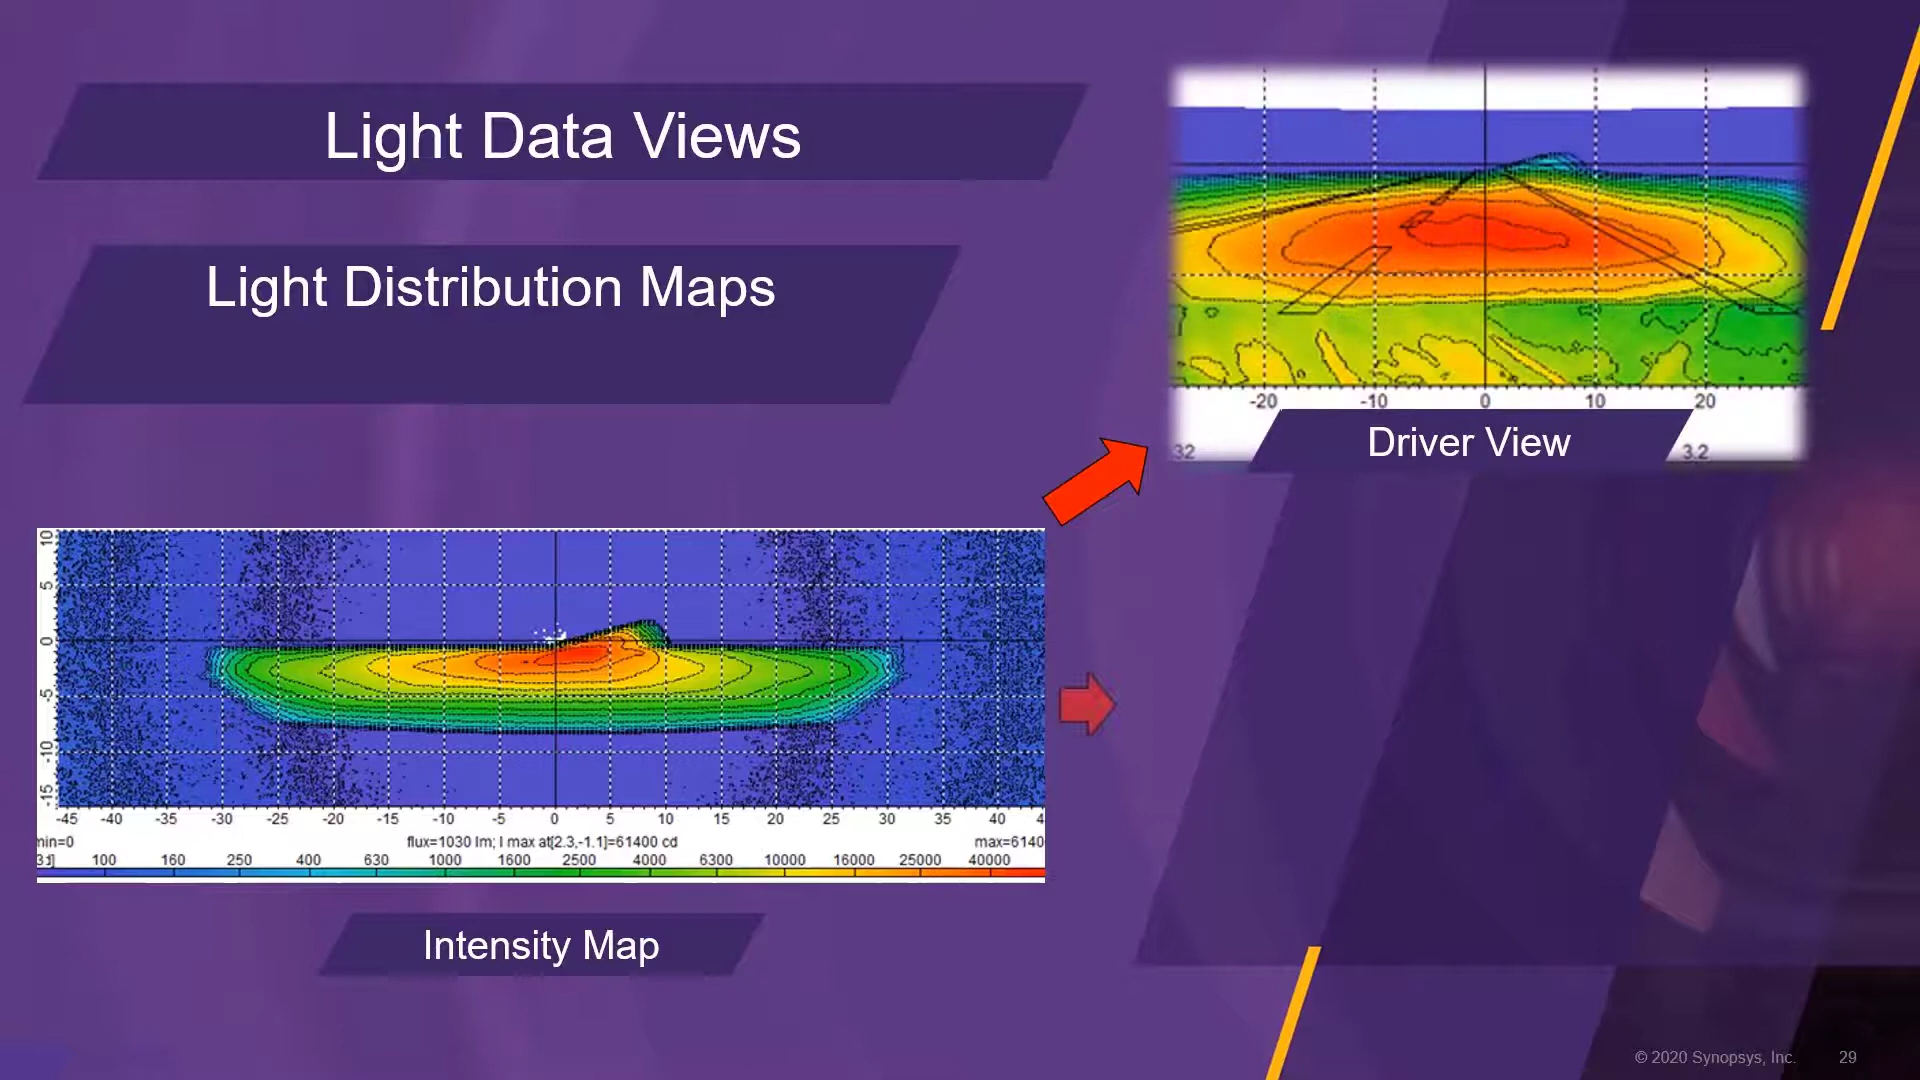 Light Data Views
Light Distribution Maps
-20 -10 0 10 20
32 3.2
Driver View
10
5
0
-5
-10
-15
-45 -40 -35 -30 -25 -20 -15 -10 -5 0 5 10 15 20 25 30 35 40 4
min=0 flux=1030 lm; I max at[2.3,-1.1]=61400 cd max=6140
31] 100 160 250 400 630 1000 1600 2500 4000 6300 10000 16000 25000 40000
Intensity Map
© 2020 Synopsys, Inc. 29